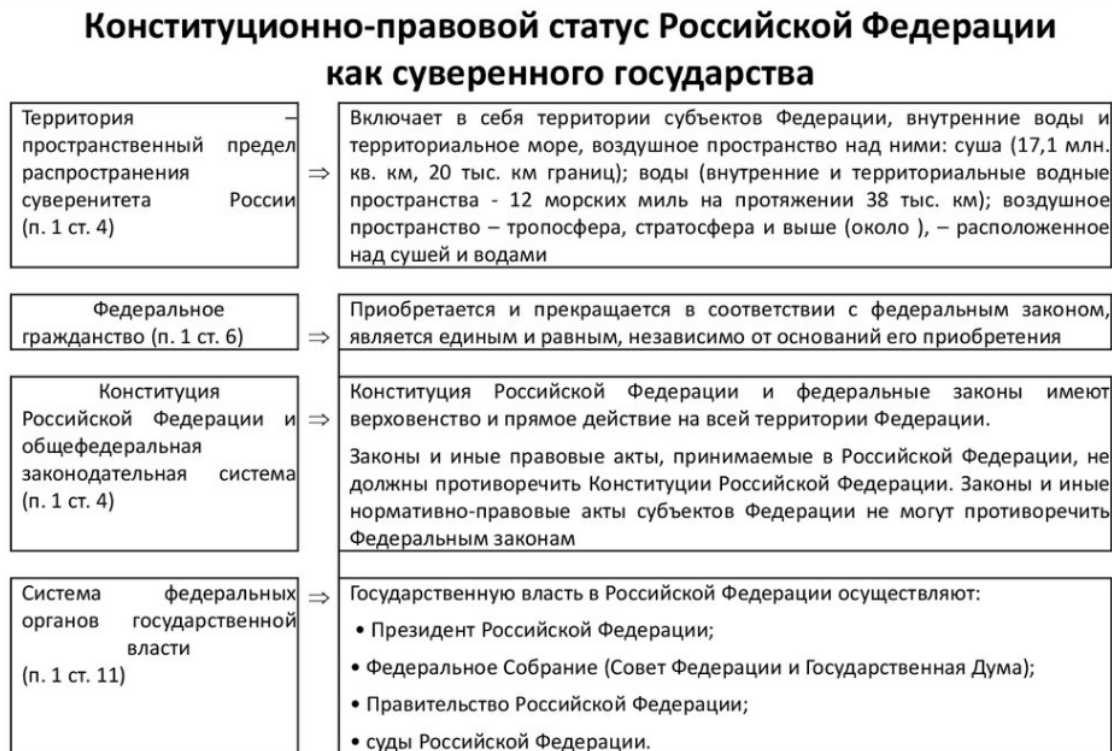 Конституционно-правовой статус Российской Федерации
как суверенного государства
Территория –
пространственный предел
распространения
суверенитета России
(п. 1 ст. 4)
⇒
Включает в себя территории субъектов Федерации, внутренние воды и
территориальное море, воздушное пространство над ними: суша (17,1 млн.
кв. км, 20 тыс. км границ); воды (внутренние и территориальные водные
пространства - 12 морских миль на протяжении 38 тыс. км); воздушное
пространство – тропосфера, стратосфера и выше (около ), – расположенное
над сушей и водами
Федеральное
гражданство (п. 1 ст. 6)
⇒
Приобретается и прекращается в соответствии с федеральным законом,
является единым и равным, независимо от оснований его приобретения
Конституция
Российской Федерации и
общефедеральная
законодательная система
(п. 1 ст. 4)
⇒
Конституция Российской Федерации и федеральные законы имеют
верховенство и прямое действие на всей территории Федерации.
Законы и иные правовые акты, принимаемые в Российской Федерации, не
должны противоречить Конституции Российской Федерации. Законы и иные
нормативно-правовые акты субъектов Федерации не могут противоречить
Федеральным законам
Система федеральных
органов государственной
власти
(п. 1 ст. 11)
⇒
Государственную власть в Российской Федерации осуществляют:
• Президент Российской Федерации;
• Федеральное Собрание (Совет Федерации и Государственная Дума);
• Правительство Российской Федерации;
• суды Российской Федерации.